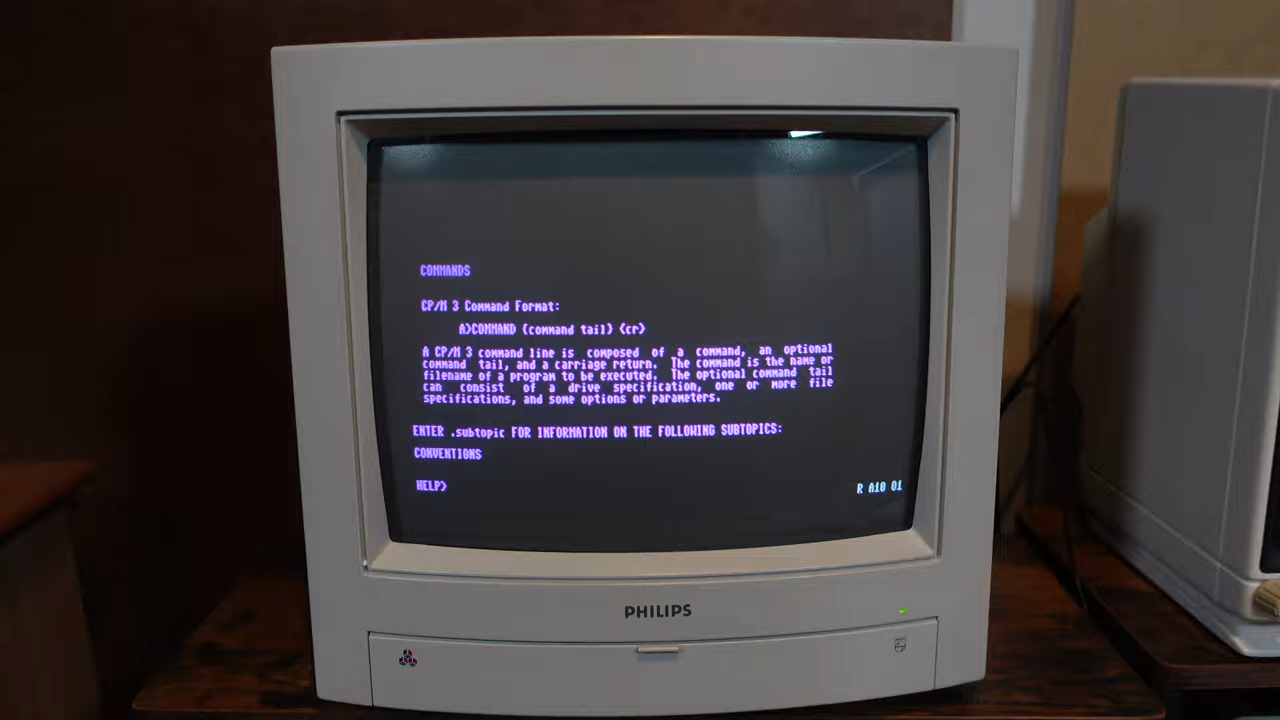 COMMANDS
CP/M 3 Command Format:
A>COMMAND {command tail} <cr>
A CP/M 3 command line is composed of a command, an optional
command tail, and a carriage return. The command is the name or
filename of a program to be executed. The optional command tail
can consist of a drive specification, one or more file
specifications, and some options or parameters.
ENTER .subtopic FOR INFORMATION ON THE FOLLOWING SUBTOPICS:
CONVENTIONS
HELP>
R A10 01
PHILIPS